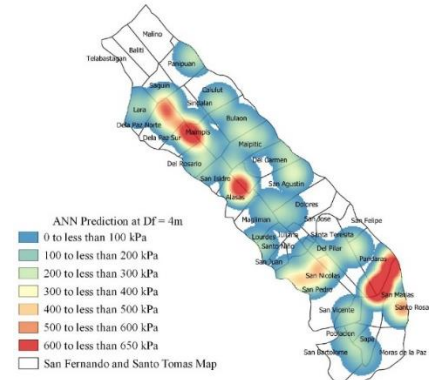 Malino
Baliti
Telabastagan
Panipuan
Saguin
Calulut
Sindalan
Lara
Bulaon
Dela Paz Norte
Maimpis
Dela Paz Sur
Malpitic
Del Rosario
Del Carmen
San Isidro
San Agustin
Alasas
Dolores
Magliman
San Jose
San Felipe
Lourdes
Juliana
Santa Teresita
Santo Niño
Del Pilar
San Juan
Pandaras
San Nicolas
San Pedro
San Matias
Santo Rosario
San Vicente
Poblacion
Sapa
San Bartolome
Moras de la Paz
ANN Prediction at Df = 4m
0 to less than 100 kPa
100 to less than 200 kPa
200 to less than 300 kPa
300 to less than 400 kPa
400 to less than 500 kPa
500 to less than 600 kPa
600 to less than 650 kPa
San Fernando and Santo Tomas Map